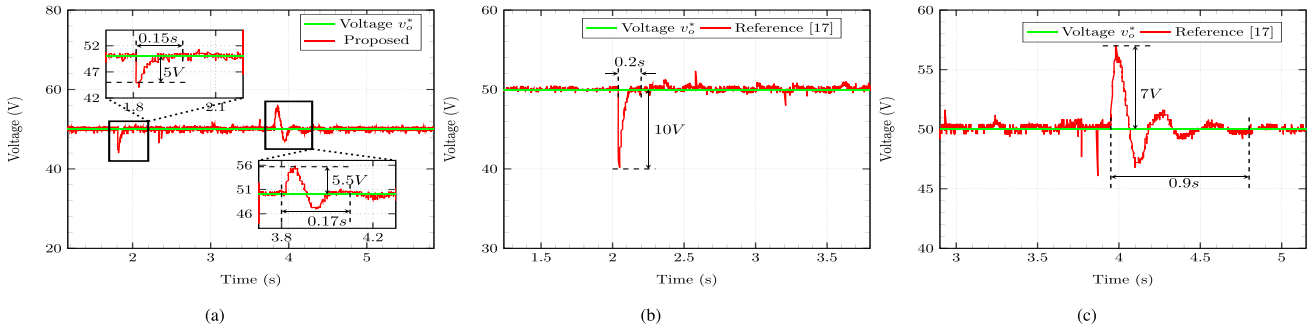 80
60
40
20
Voltage (V)
2
3
4
5
Time (s)
Voltage v_o^*
Proposed
52
47
42
1.8
2.1
0.15s
5V
56
51
46
3.8
4.2
5.5V
0.17s
(a)
60
50
40
30
Voltage (V)
1.5
2
2.5
3
3.5
Time (s)
Voltage v_o^* Reference [17]
0.2s
10V
(b)
60
55
50
45
40
Voltage (V)
3
3.5
4
4.5
5
Time (s)
Voltage v_o^* Reference [17]
7V
0.9s
(c)